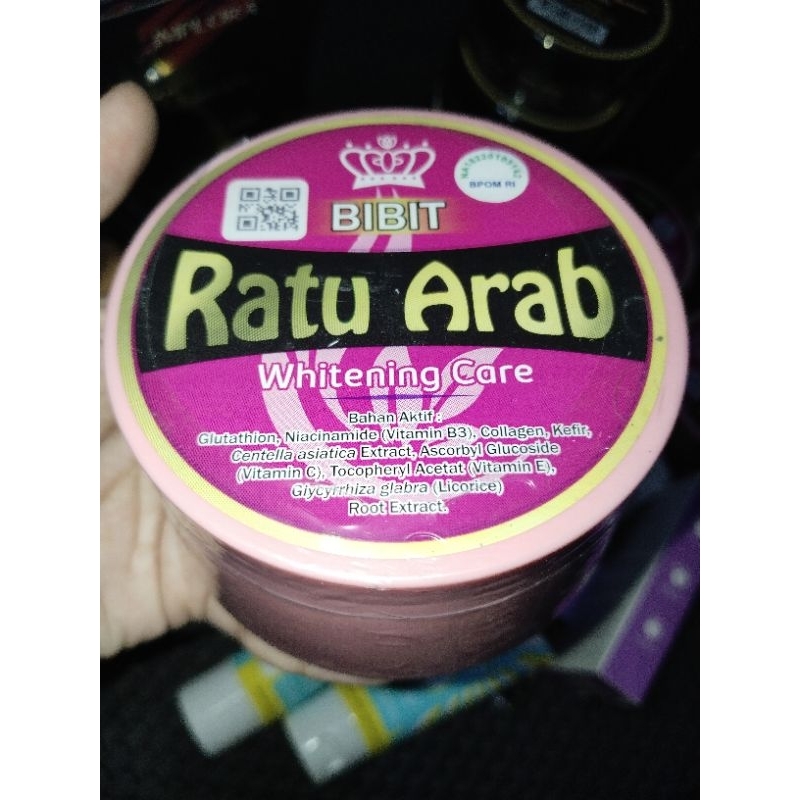 BPOM RI
BIBIT
Ratu Arab
Whitening Care
Bahan Aktif :
Glutathion, Niacinamide (Vitamin B3), Collagen, Kefir,
Centella asiatica Extract, Ascorbyl Glucoside
(Vitamin C), Tocopheryl Acetat (Vitamin E),
Glycyrrhiza glabra (Licorice)
Root Extract.